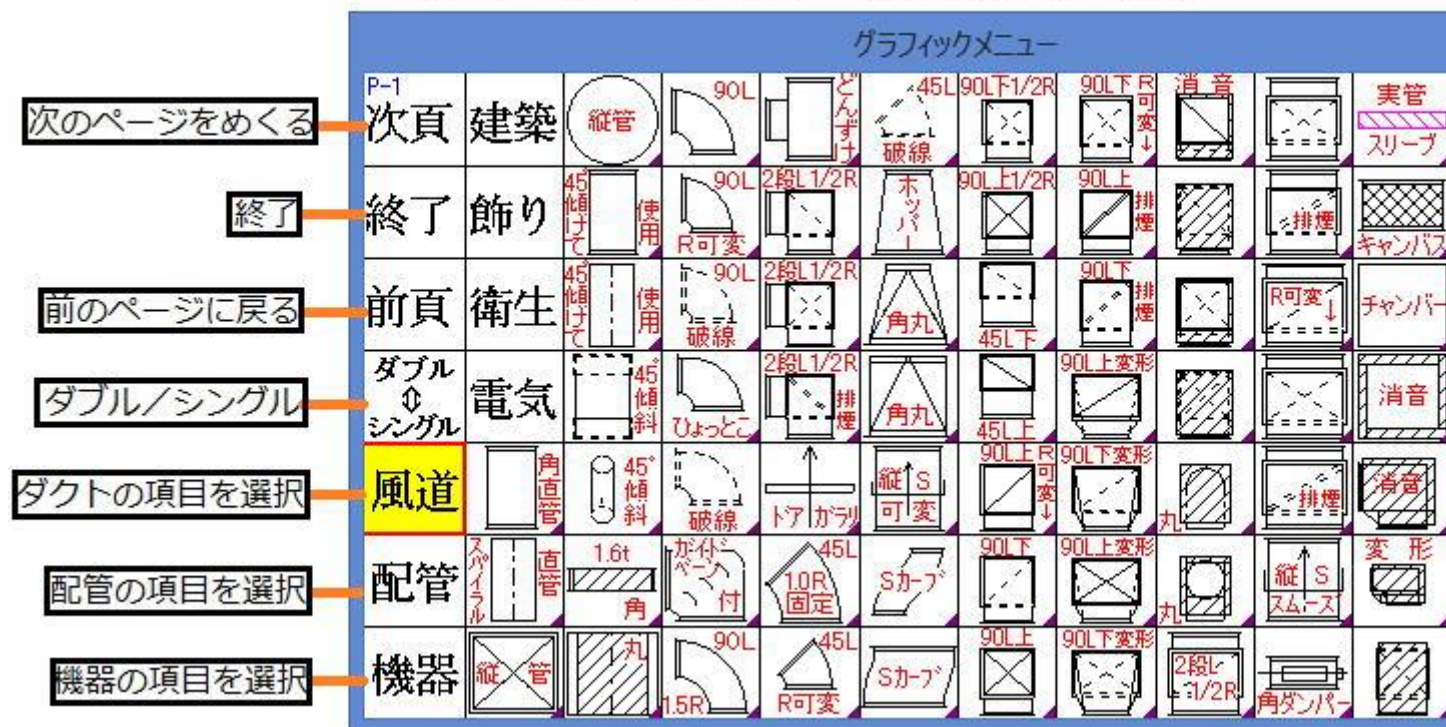 グラフィックメニュー
次のページをめくる
P-1
次頁
建築
縦管
90L
どんずけ
45L
破線
90L下1/2R
90L下 R可変↓
消音
実管
スリーブ
終了
終了
飾り
45°傾けて
使用
90L
R可変
2段L1/2R
ホッパー
90L上1/2R
90L上
排煙
排煙
キャンバス
前のページに戻る
前頁
衛生
45°傾けて
使用
90L
破線
2段L1/2R
角丸
45L下
90L下
排煙
R可変↓
チャンバー
ダブル/シングル
ダブル
⇕
シングル
電気
45°傾斜
ひょっとこ
2段L1/2R
排煙
角丸
45L上
90L上変形
消音
ダクトの項目を選択
風道
角直管
45°傾斜
破線
ドアガラリ
縦S
可変
90L上 R可変↓
90L下変形
丸
排煙
消音
配管の項目を選択
配管
スパイラル
直管
1.6t
角
ガイドベーン
付
45L
1.0R
固定
Sカーブ
90L下
90L上変形
丸
縦S
スムース
変形
機器の項目を選択
機器
縦管
丸
90L
1.5R
45L
R可変
Sカーブ
90L上
90L下変形
2段L
1/2R
角ダンパー